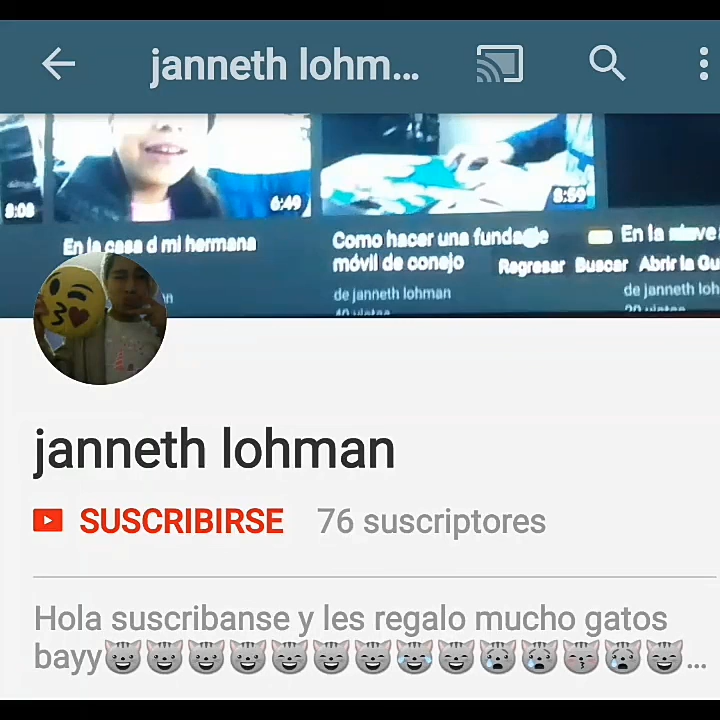 janneth lohm...
8:08
6:49
8:59
En la casa d mi hermana
Como hacer una funda de
móvil de conejo
de janneth lohman
En la
Regresar Buscar Abrir la Gu
de janneth loh
janneth lohman
SUSCRIBIRSE 76 suscriptores
Hola suscribanse y les regalo mucho gatos
bayy😺😺😺😺😸😸😸😹😸😿😿😽😿😸...